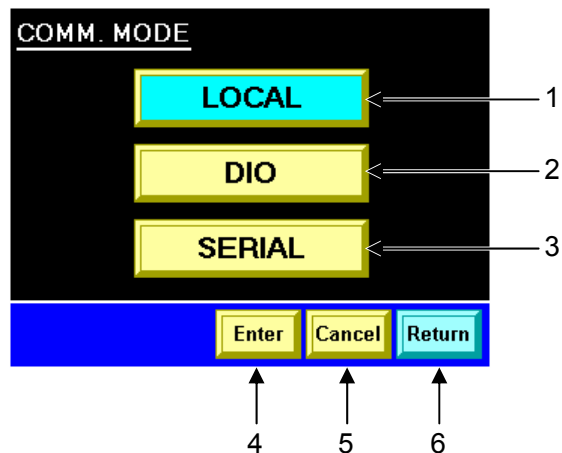 COMM. MODE
LOCAL 1
DIO 2
SERIAL 3
Enter Cancel Return
4 5 6